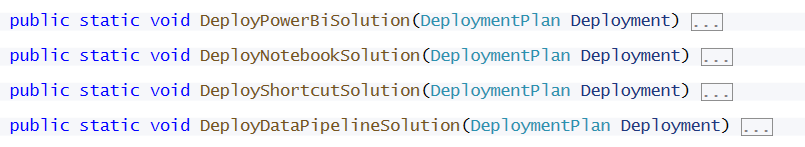 public static void DeployPowerBiSolution(DeploymentPlan Deployment) ...
public static void DeployNotebookSolution(DeploymentPlan Deployment) ...
public static void DeployShortcutSolution(DeploymentPlan Deployment) ...
public static void DeployDataPipelineSolution(DeploymentPlan Deployment) ...